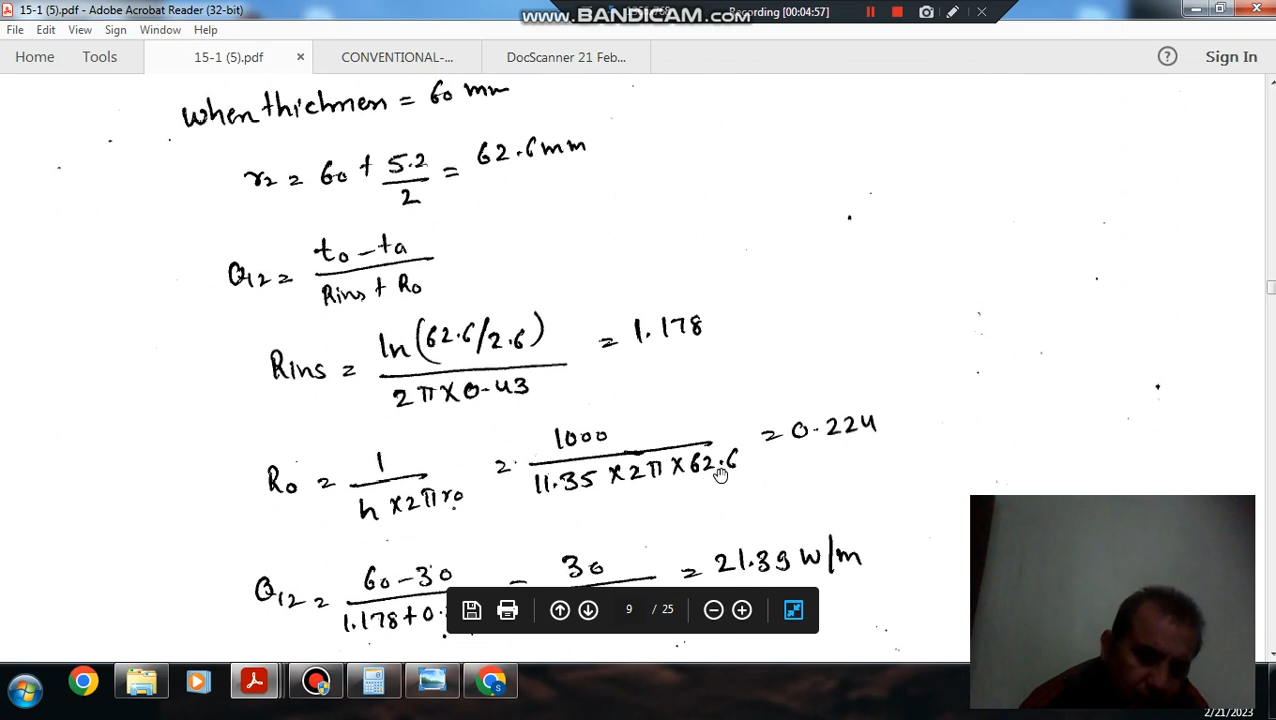 15-1 (5).pdf - Adobe Acrobat Reader (32-bit)
www.BANDICAM.com
Recording [00:04:57]
File Edit View Sign Window Help
Home Tools 15-1 (5).pdf × CONVENTIONAL-... DocScanner 21 Feb... Sign In
when thichmen = 60 mm
r2 = 60 + 5.2/2 = 62.6mm
Q12 = to - ta / Rins + Ro
Rins = ln(62.6/2.6) / 2π×0.43 = 1.178
Ro = 1 / h×2πro = 1000 / 11.35×2π×62.6 = 0.224
Q12 = 60-30 / 1.178+0. = 30 = 21.39 W/m
9 / 25
2/21/2023